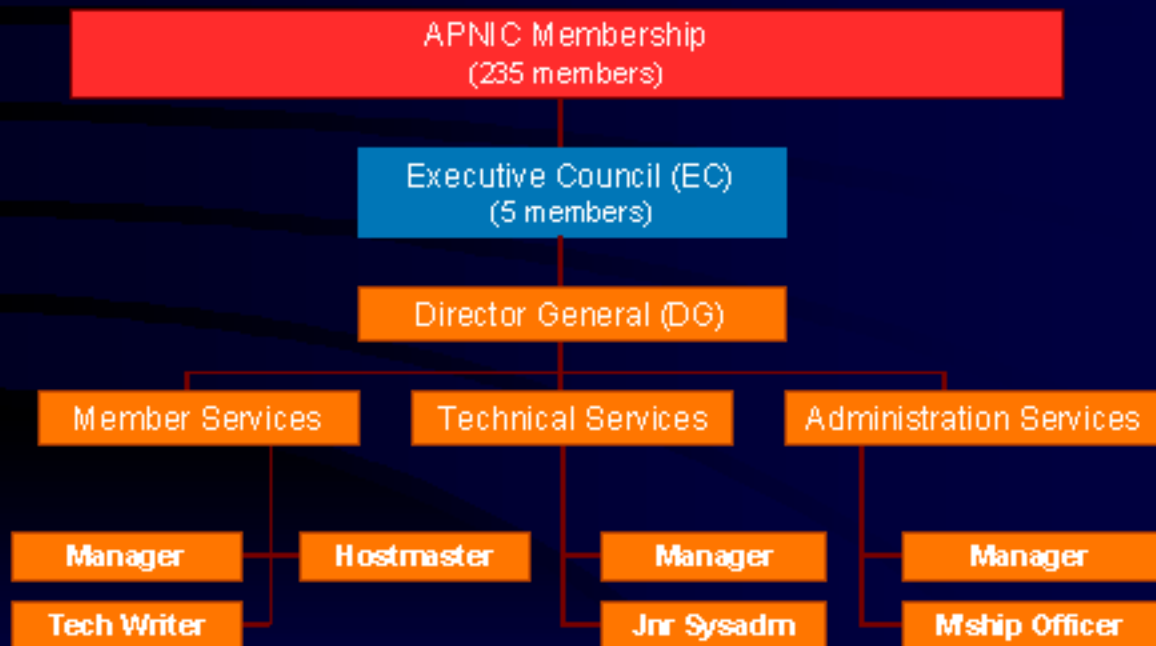 APNIC Membership
(235 members)
Executive Council (EC)
(5 members)
Director General (DG)
Member Services
Technical Services
Administration Services
Manager
Hostmaster
Manager
Manager
Tech Writer
Jnr Sysadm
M'ship Officer